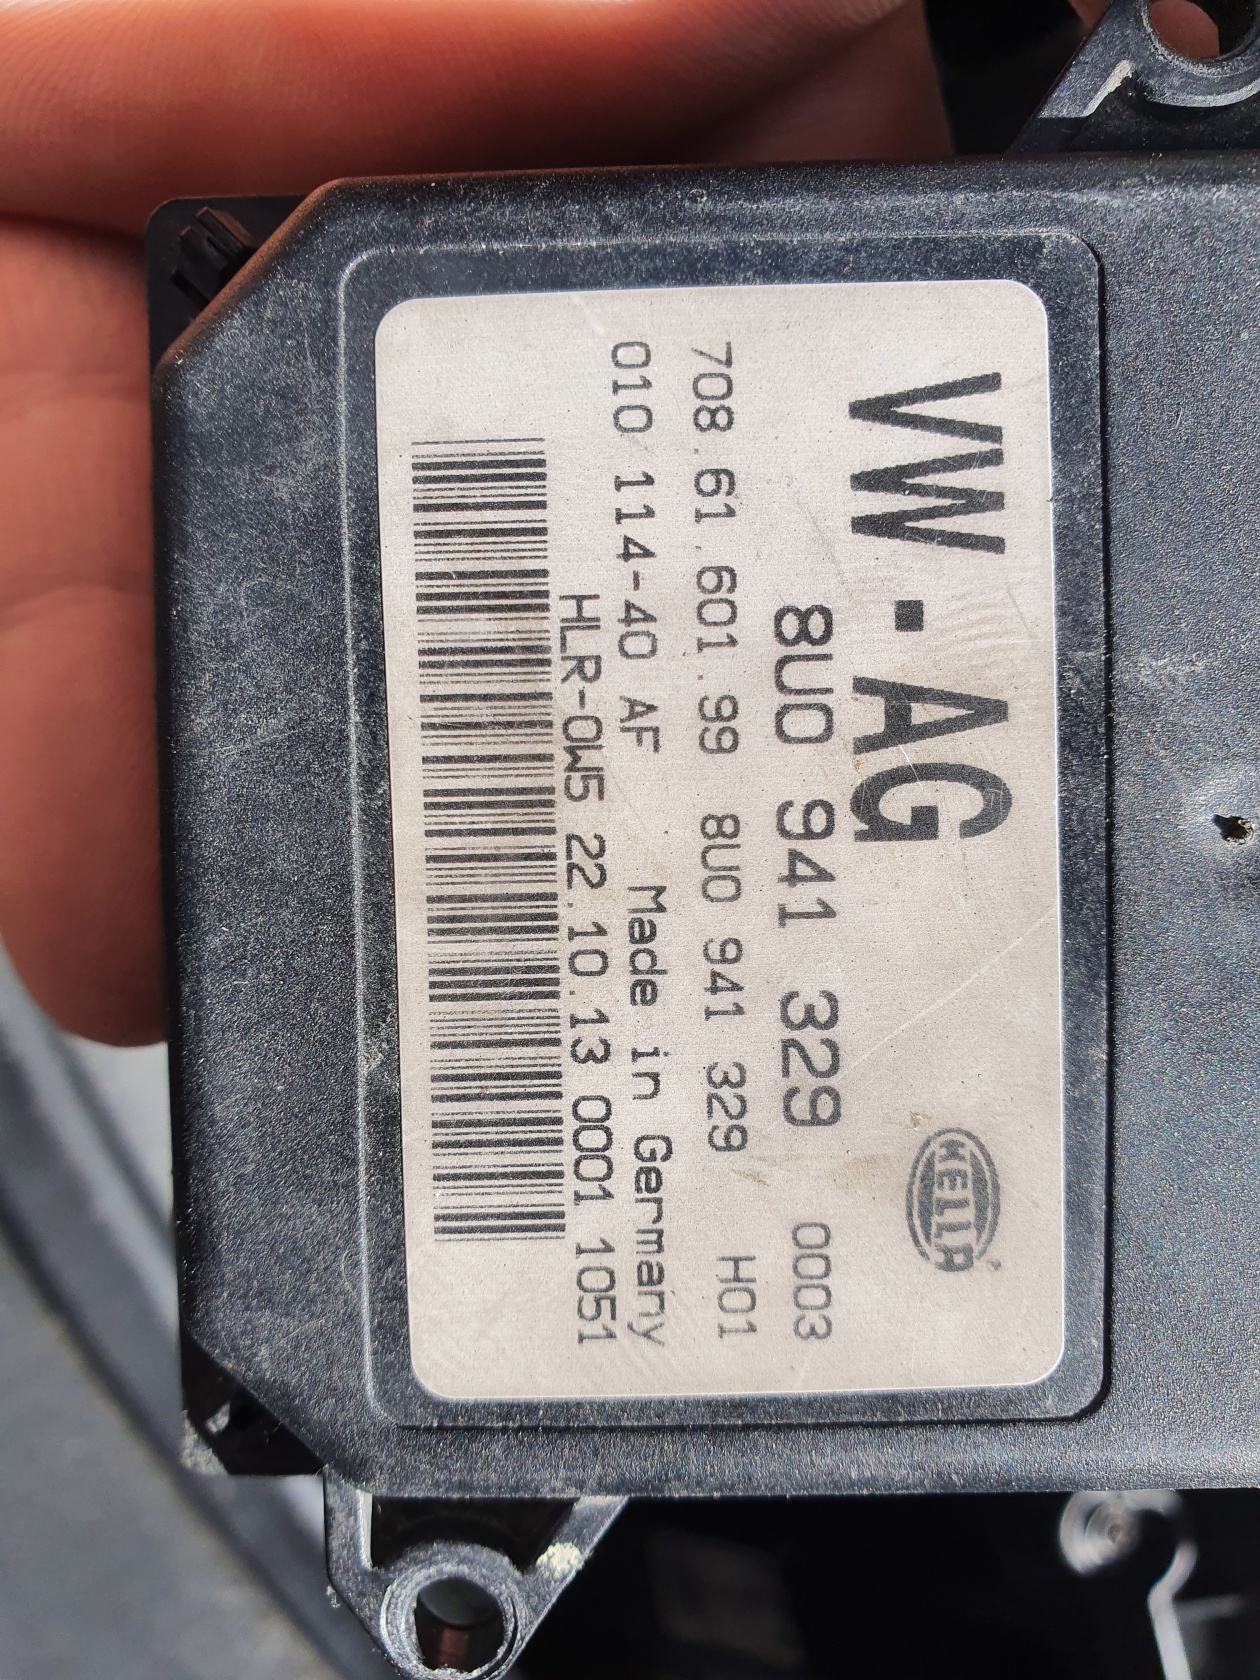 VW·AG
HELLA
8U0 941 329 0003
708.61.601.99 8U0 941 329 H01
010 114-40 AF Made in Germany
HLR-0W5 22.10.13 0001 1051